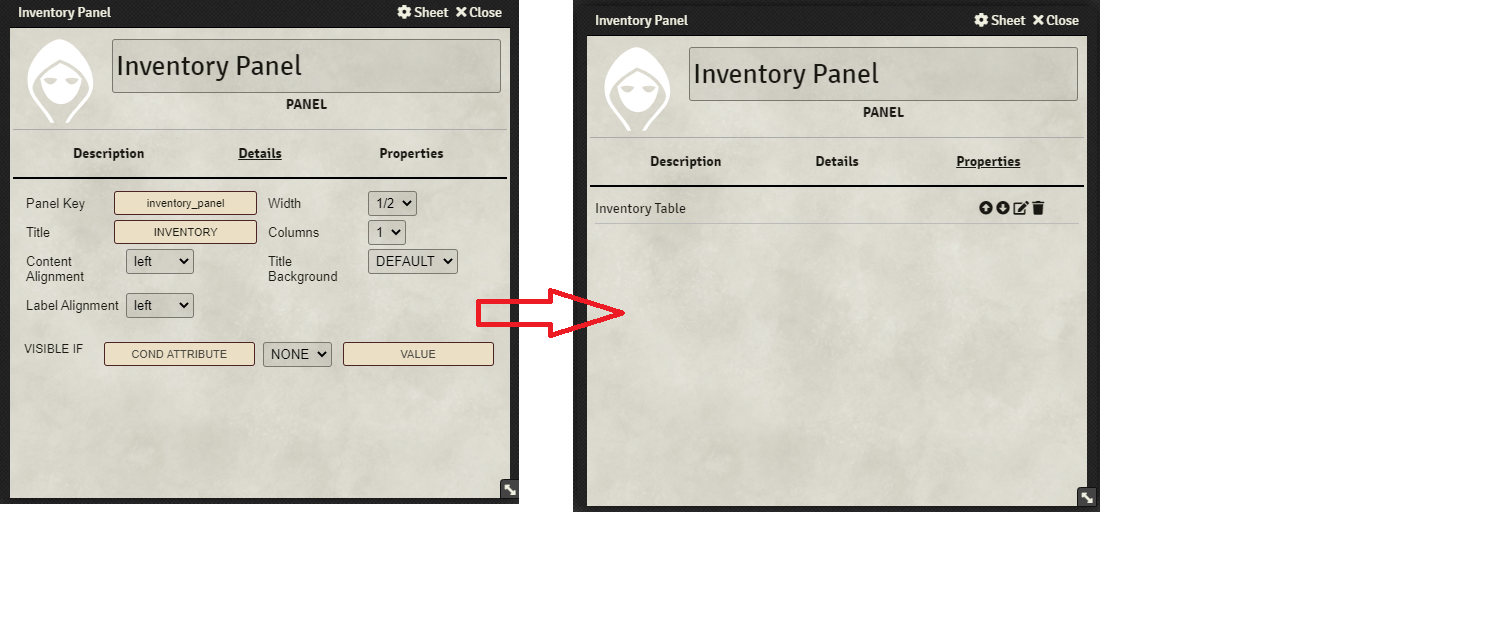 Inventory Panel
Sheet
Close
Inventory Panel
PANEL
Description
Details
Properties
Panel Key
inventory_panel
Width
1/2
Title
INVENTORY
Columns
1
Content Alignment
left
Title Background
DEFAULT
Label Alignment
left
VISIBLE IF
COND ATTRIBUTE
NONE
VALUE
Inventory Panel
Sheet
Close
Inventory Panel
PANEL
Description
Details
Properties
Inventory Table